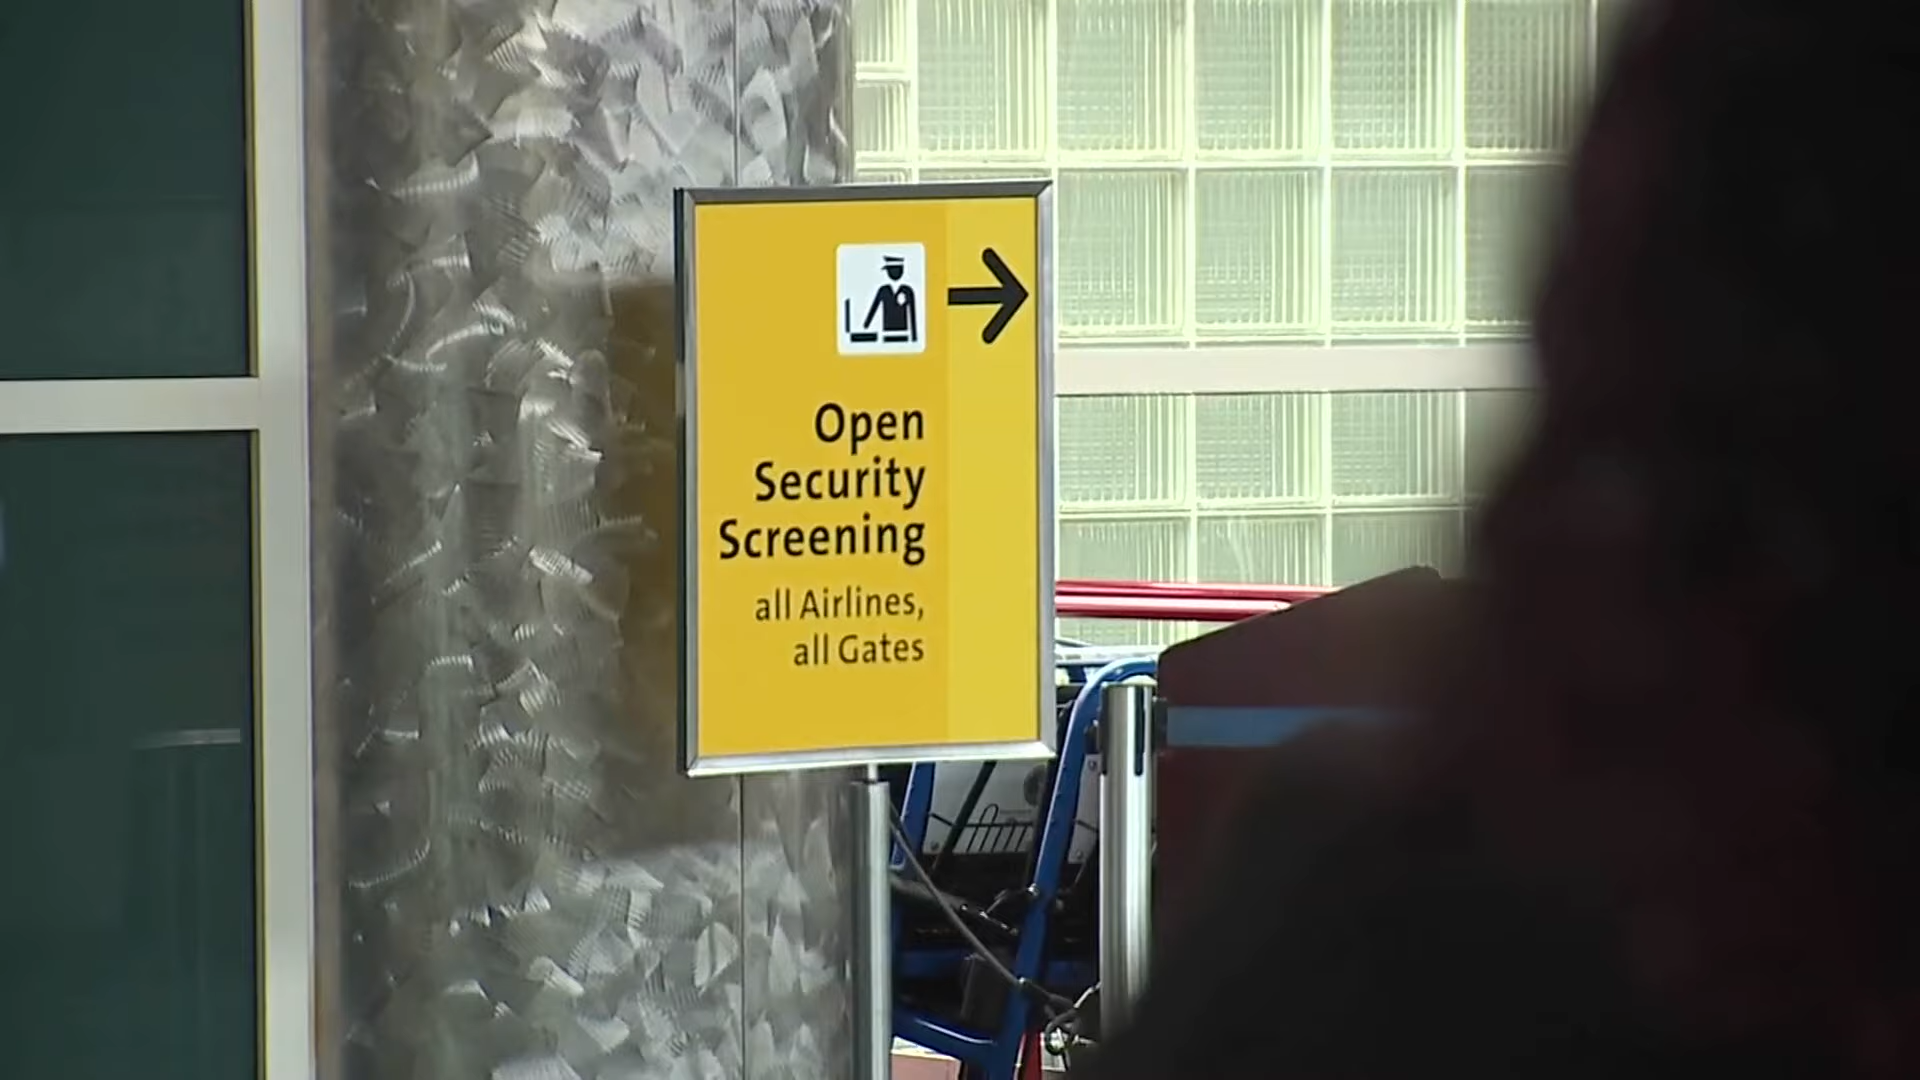 Open
Security
Screening
all Airlines,
all Gates